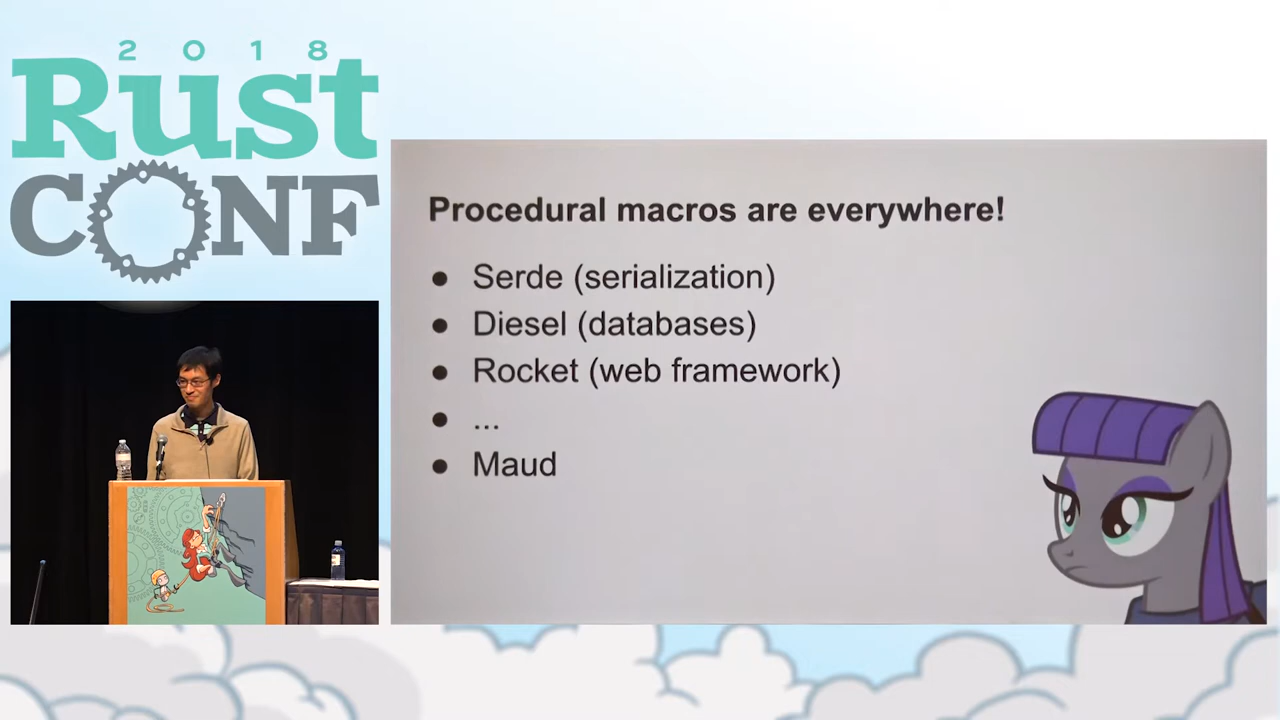 2018
Rust
CONF
Procedural macros are everywhere!
● Serde (serialization)
● Diesel (databases)
● Rocket (web framework)
● ...
● Maud